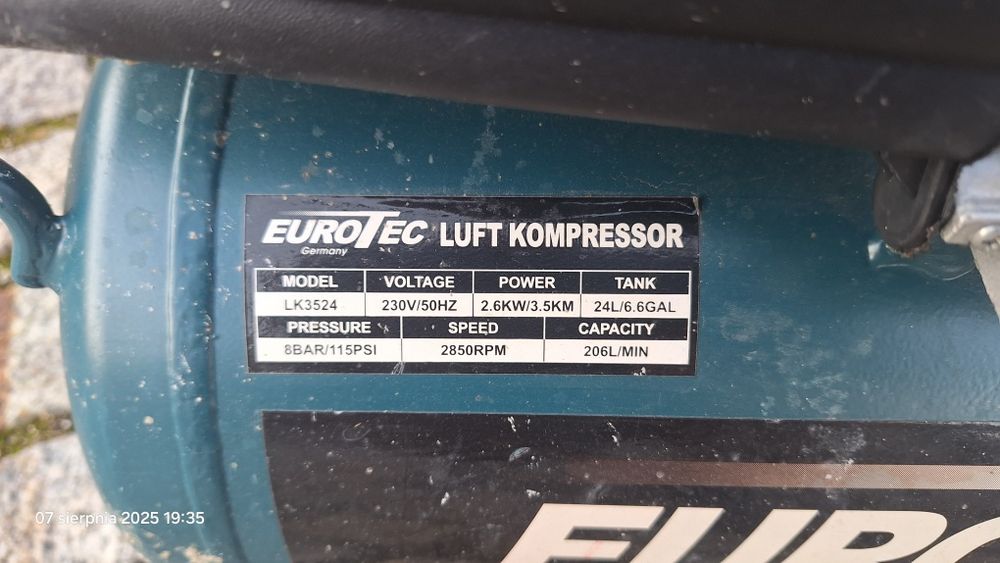 EUROTEC LUFT KOMPRESSOR
Germany
MODEL VOLTAGE POWER TANK
LK3524 230V/50HZ 2.6KW/3.5KM 24L/6.6GAL
PRESSURE SPEED CAPACITY
8BAR/115PSI 2850RPM 206L/MIN
07 sierpnia 2025 19:35